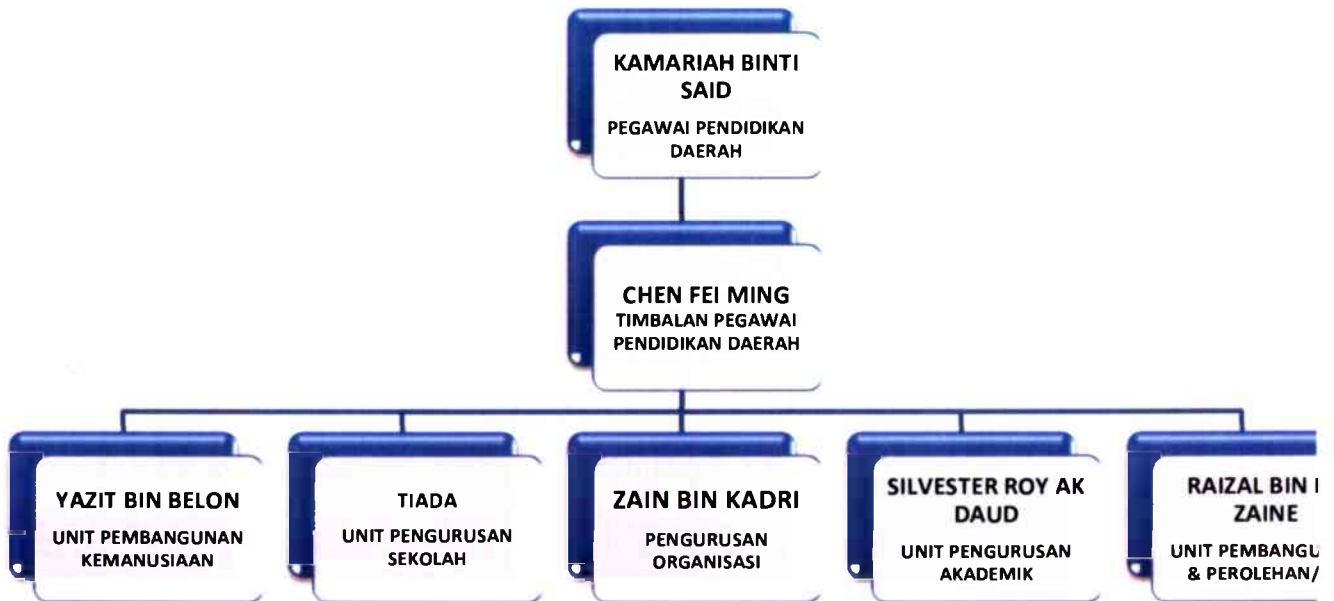 KAMARIAH BINTI
SAID
PEGAWAI PENDIDIKAN
DAERAH
CHEN FEI MING
TIMBALAN PEGAWAI
PENDIDIKAN DAERAH
YAZIT BIN BELON
UNIT PEMBANGUNAN
KEMANUSIAAN
TIADA
UNIT PENGURUSAN
SEKOLAH
ZAIN BIN KADRI
PENGURUSAN
ORGANISASI
SILVESTER ROY AK
DAUD
UNIT PENGURUSAN
AKADEMIK
RAIZAL BIN
ZAINE
UNIT
& PEROLEHAN/